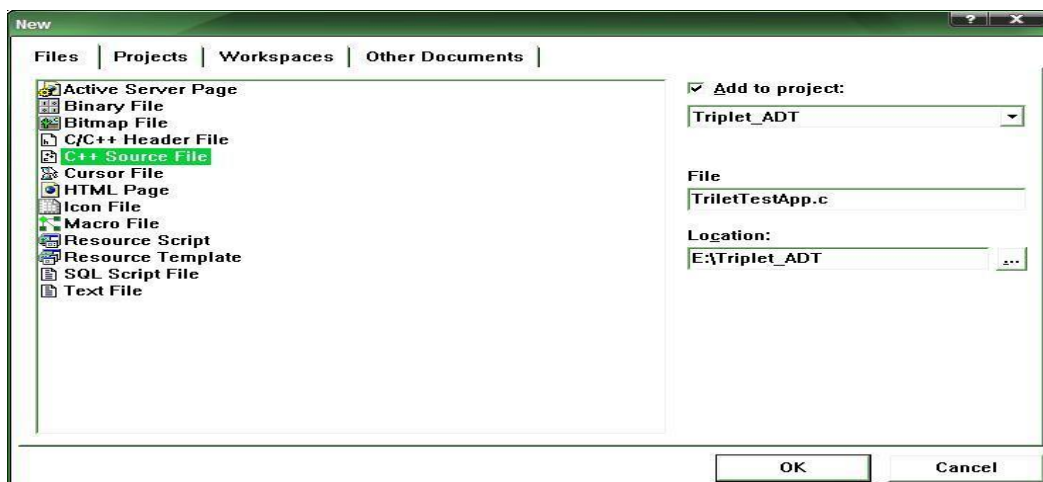 New
Files | Projects | Workspaces | Other Documents |
Active Server Page
Binary File
Bitmap File
C/C++ Header File
C++ Source File
Cursor File
HTML Page
Icon File
Macro File
Resource Script
Resource Template
SQL Script File
Text File
Add to project:
Triplet_ADT
File
TriletTestApp.c
Location:
E:\Triplet_ADT
...
OK
Cancel